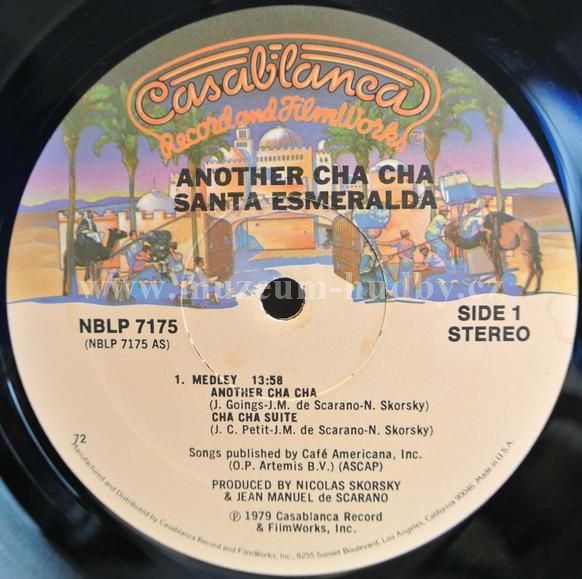 Casablanca
Record and FilmWorks
ANOTHER CHA CHA
SANTA ESMERALDA
www.muzeum-hudby.cz
NBLP 7175
(NBLP 7175 AS)
SIDE 1
STEREO
1. MEDLEY 13:58
ANOTHER CHA CHA
(J. Goings-J.M. de Scarano-N. Skorsky)
CHA CHA SUITE
(J. C. Petit-J.M. de Scarano-N. Skorsky)
72
Songs published by Café Americana, Inc.
(O.P. Artemis B.V.) (ASCAP)
PRODUCED BY NICOLAS SKORSKY
& JEAN MANUEL de SCARANO
Ⓟ © 1979 Casablanca Record
& FilmWorks, Inc.
Manufactured and Distributed by Casablanca Record and FilmWorks, Inc., 8255 Sunset Boulevard, Los Angeles, California 90046. Made in U.S.A.